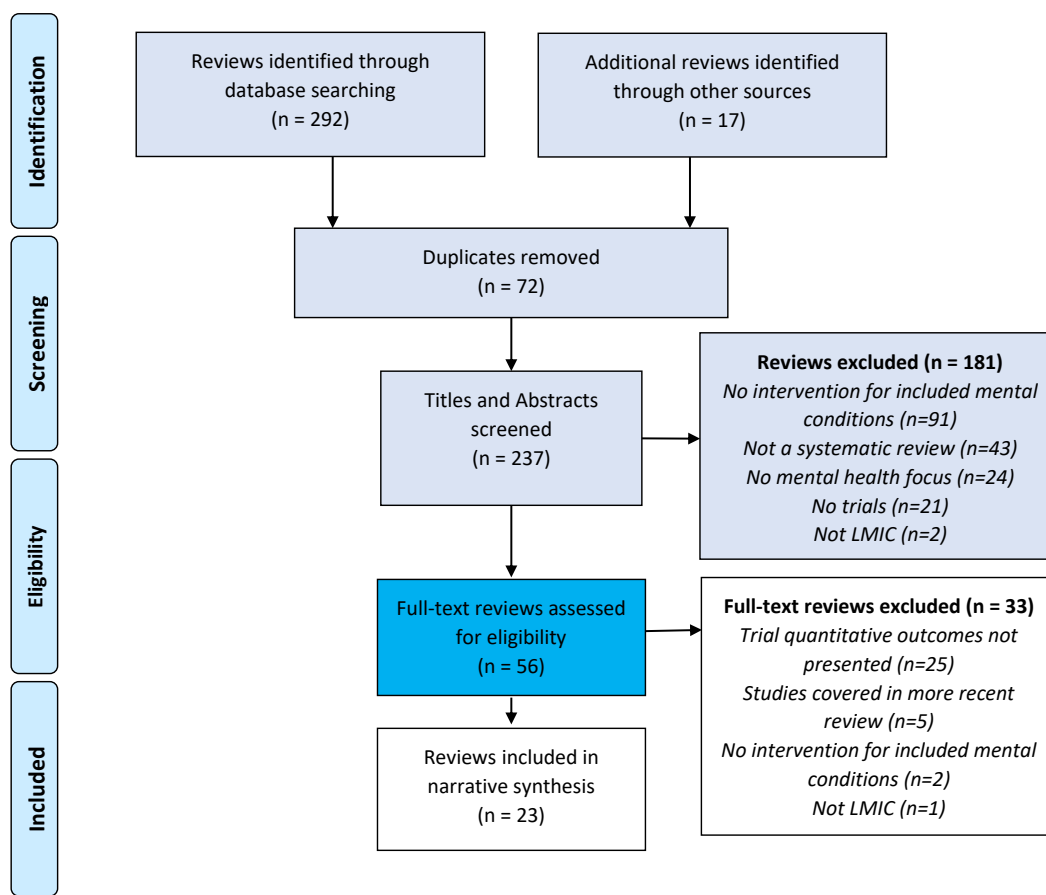 Identification
Reviews identified through
database searching
(n = 292)
Additional reviews identified
through other sources
(n = 17)
Screening
Duplicates removed
(n = 72)
Titles and Abstracts
screened
(n = 237)
Reviews excluded (n = 181)
No intervention for included mental
conditions (n=91)
Not a systematic review (n=43)
No mental health focus (n=24)
No trials (n=21)
Not LMIC (n=2)
Eligibility
Full-text reviews assessed
for eligibility
(n = 56)
Full-text reviews excluded (n = 33)
Trial quantitative outcomes not
presented (n=25)
Studies covered in more recent
review (n=5)
No intervention for included mental
conditions (n=2)
Not LMIC (n=1)
Included
Reviews included in
narrative synthesis
(n = 23)